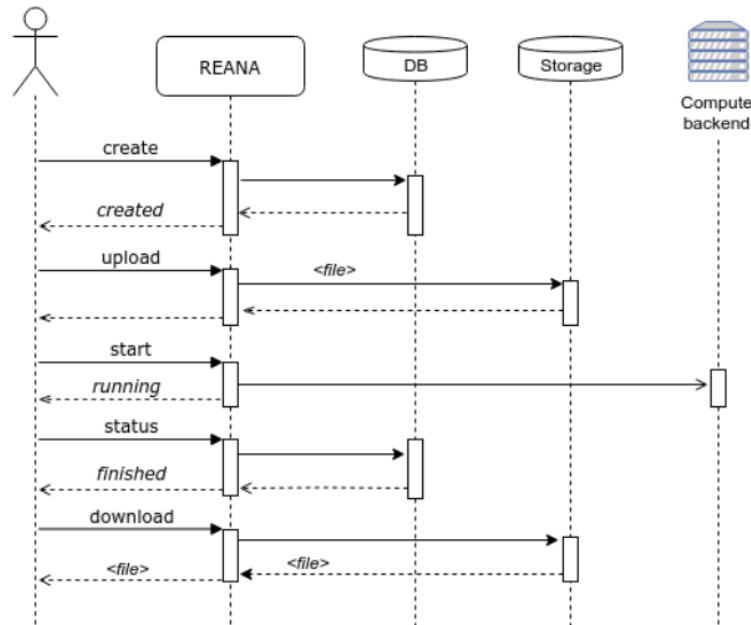 REANA
DB
Storage
Compute
backend
create
created
upload
<file>
start
running
status
finished
download
<file>
<file>